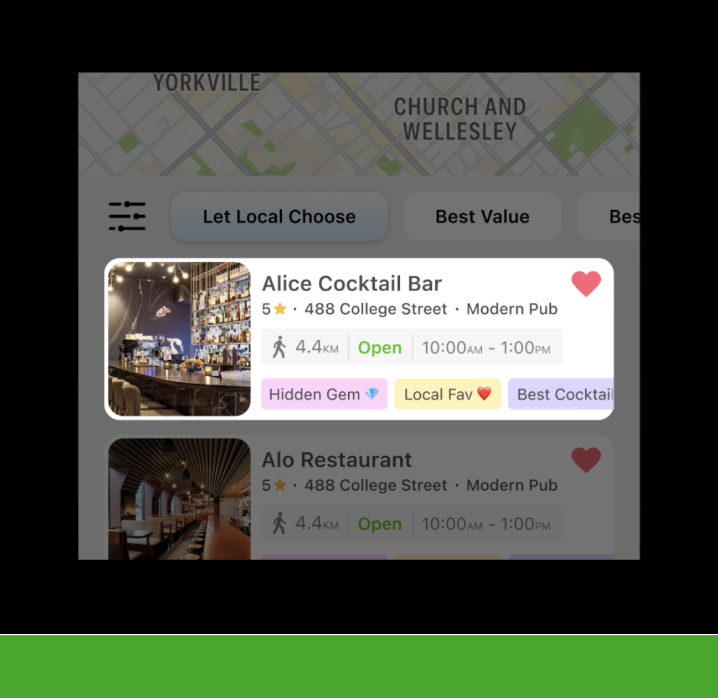 YORKVILLE
CHURCH AND
WELLESLEY
Let Local Choose
Best Value
Bes
Alice Cocktail Bar
5⭐ · 488 College Street · Modern Pub
4.4KM
Open
10:00AM - 1:00PM
Hidden Gem 💎
Local Fav ❤️
Best Cocktail
Alo Restaurant
5⭐ · 488 College Street · Modern Pub
4.4KM
Open
10:00AM - 1:00PM